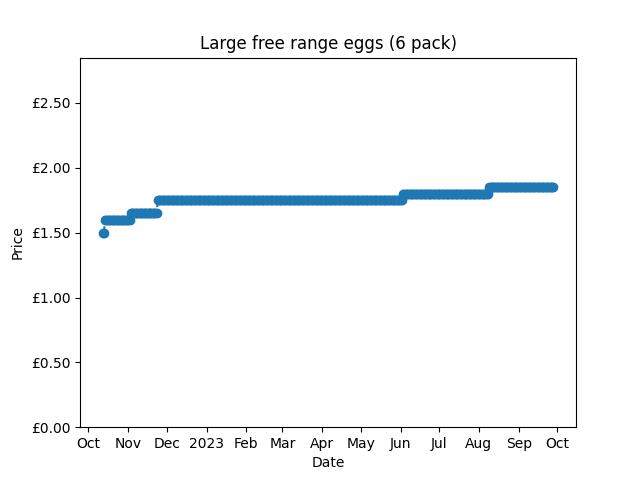 Large free range eggs (6 pack)
£2.50
£2.00
£1.50
£1.00
£0.50
£0.00
Price
Oct Nov Dec 2023 Feb Mar Apr May Jun Jul Aug Sep Oct
Date